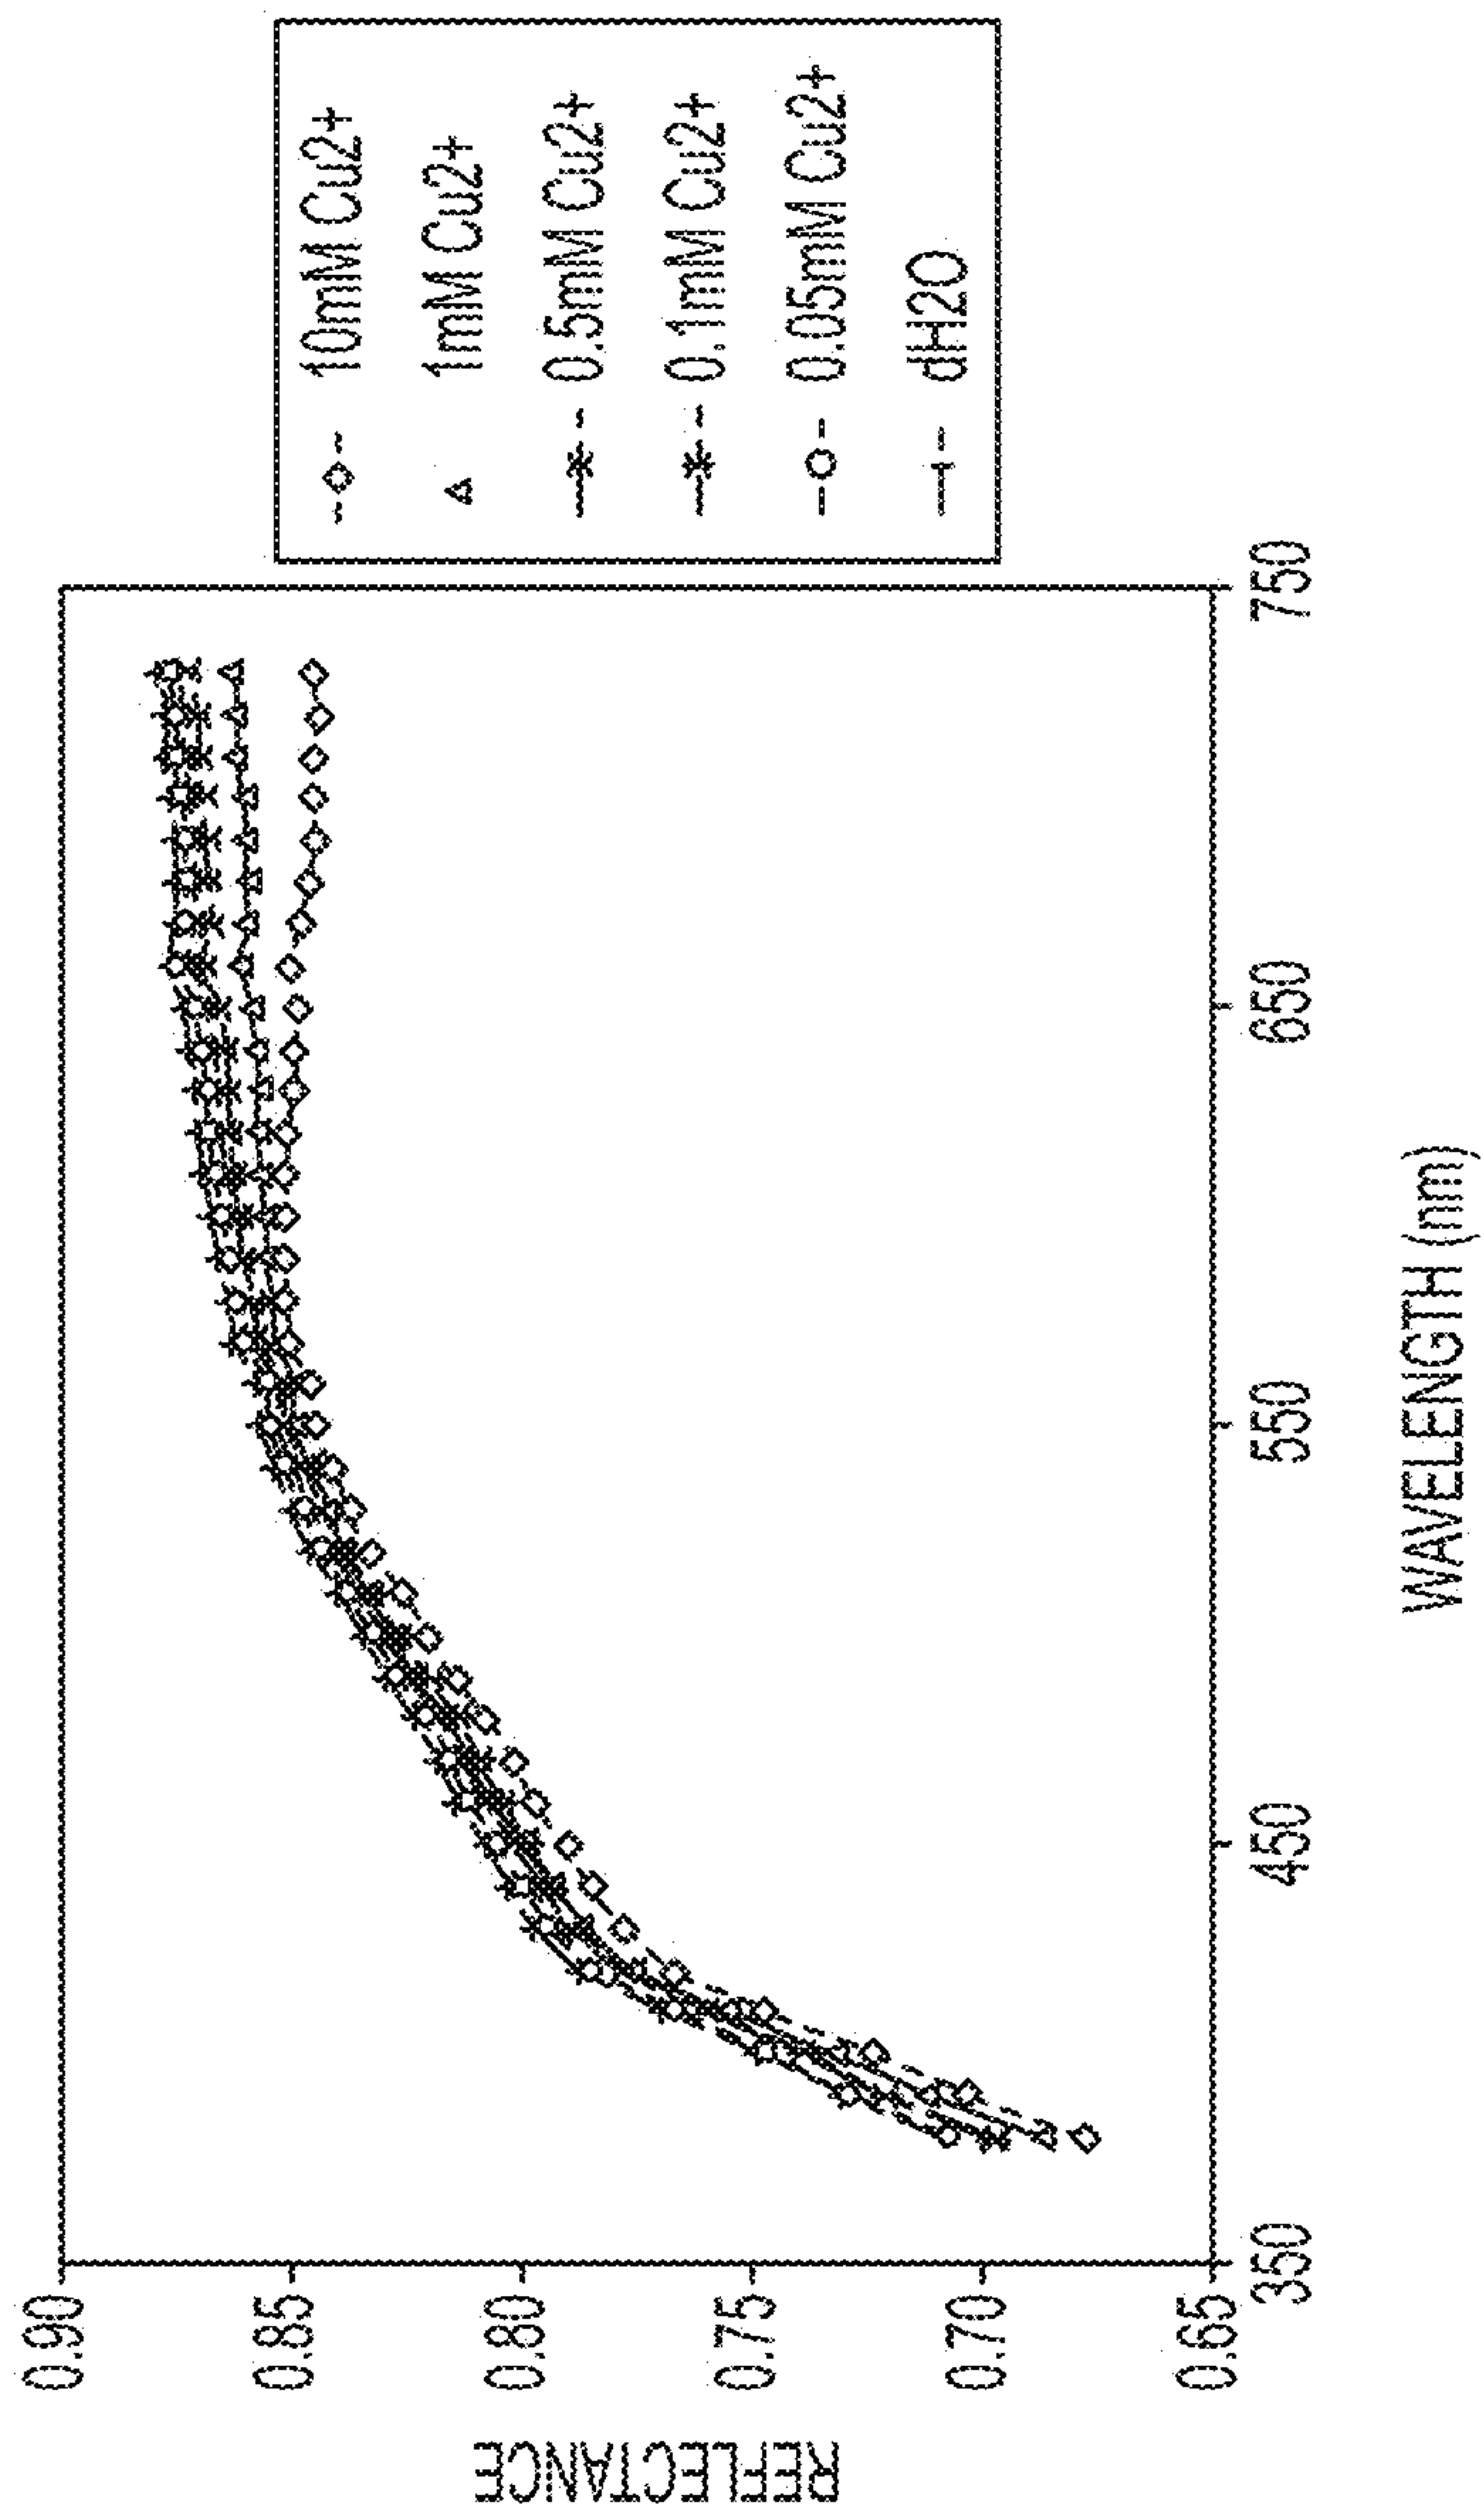 REFLECTANCE
0.90
0.85
0.80
0.75
0.70
0.65
350
450
550
650
750
WAVELENGTH (nm)
10mM Cu2+
1mM Cu2+
0.5mM Cu2+
0.1mM Cu2+
0.05mM Cu2+
dH2O